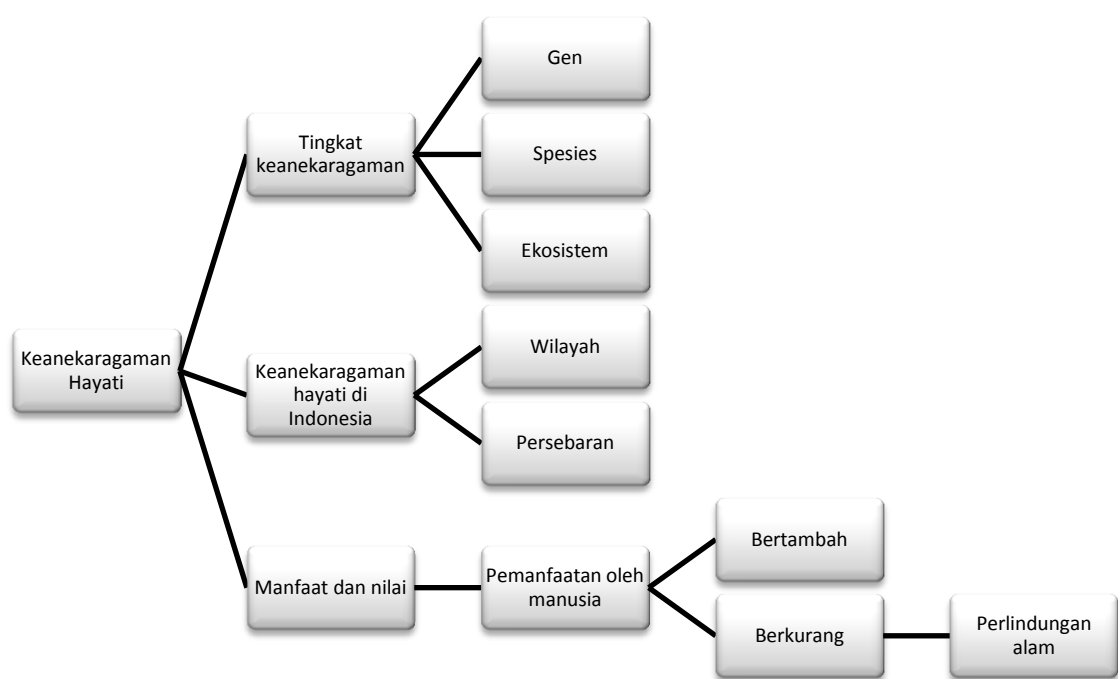 Keanekaragaman
Hayati
Tingkat
keanekaragaman
Gen
Spesies
Ekosistem
Keanekaragaman
hayati di
Indonesia
Wilayah
Persebaran
Manfaat dan nilai
Pemanfaatan oleh
manusia
Bertambah
Berkurang
Perlindungan
alam